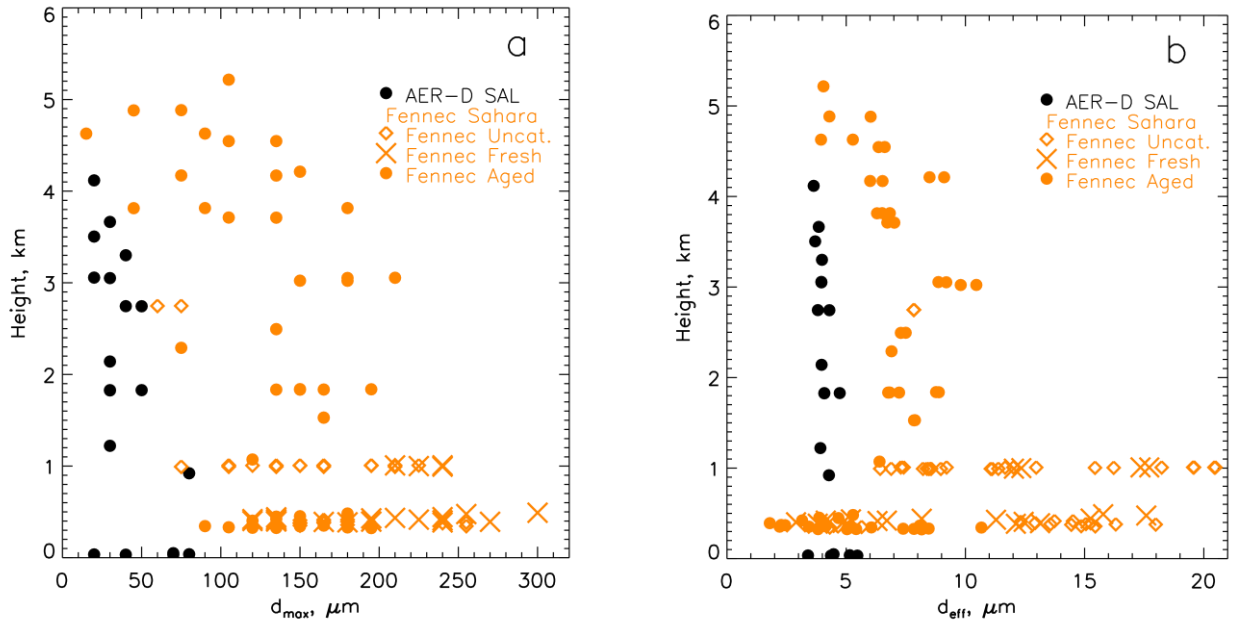 a
AER-D SAL
Fennec Sahara
Fennec Uncat.
Fennec Fresh
Fennec Aged
Height, km
6
5
4
3
2
1
0
0 50 100 150 200 250 300
d_max, μm
b
AER-D SAL
Fennec Sahara
Fennec Uncat.
Fennec Fresh
Fennec Aged
Height, km
6
5
4
3
2
1
0
0 5 10 15 20
d_eff, μm